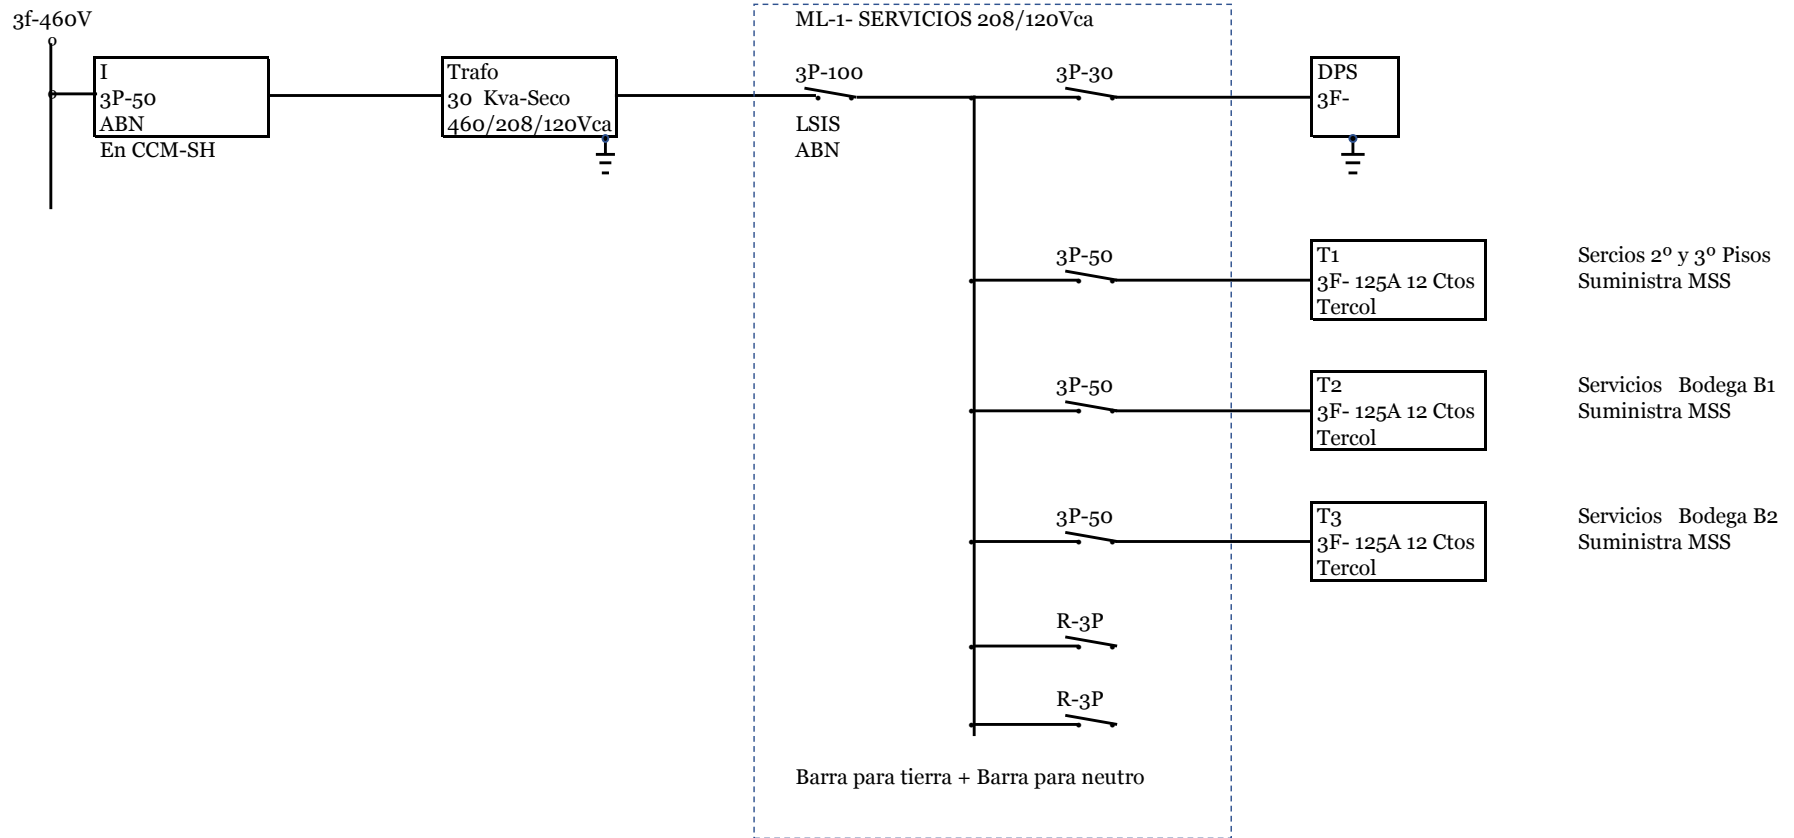 3f-460V
I
3P-50
ABN
En CCM-SH
Trafo
30 Kva-Seco
460/208/120Vca
ML-1- SERVICIOS 208/120Vca
3P-100
LSIS
ABN
3P-30
DPS
3F-
3P-50
T1
3F- 125A 12 Ctos
Tercol
Sercios 2º y 3º Pisos
Suministra MSS
3P-50
T2
3F- 125A 12 Ctos
Tercol
Servicios Bodega B1
Suministra MSS
3P-50
T3
3F- 125A 12 Ctos
Tercol
Servicios Bodega B2
Suministra MSS
R-3P
R-3P
Barra para tierra + Barra para neutro